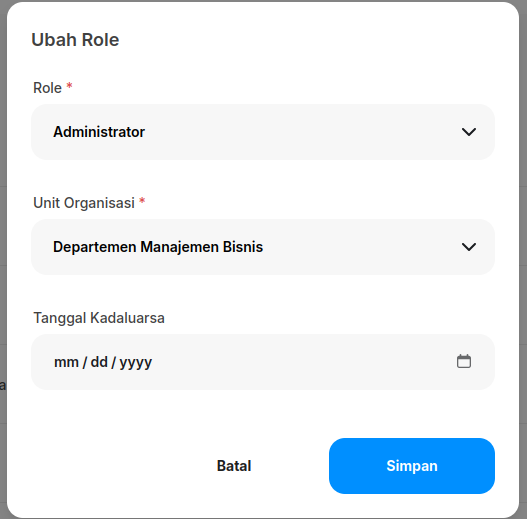 Ubah Role
Role *
Administrator
Unit Organisasi *
Departemen Manajemen Bisnis
Tanggal Kadaluarsa
mm / dd / yyyy
a
Batal
Simpan